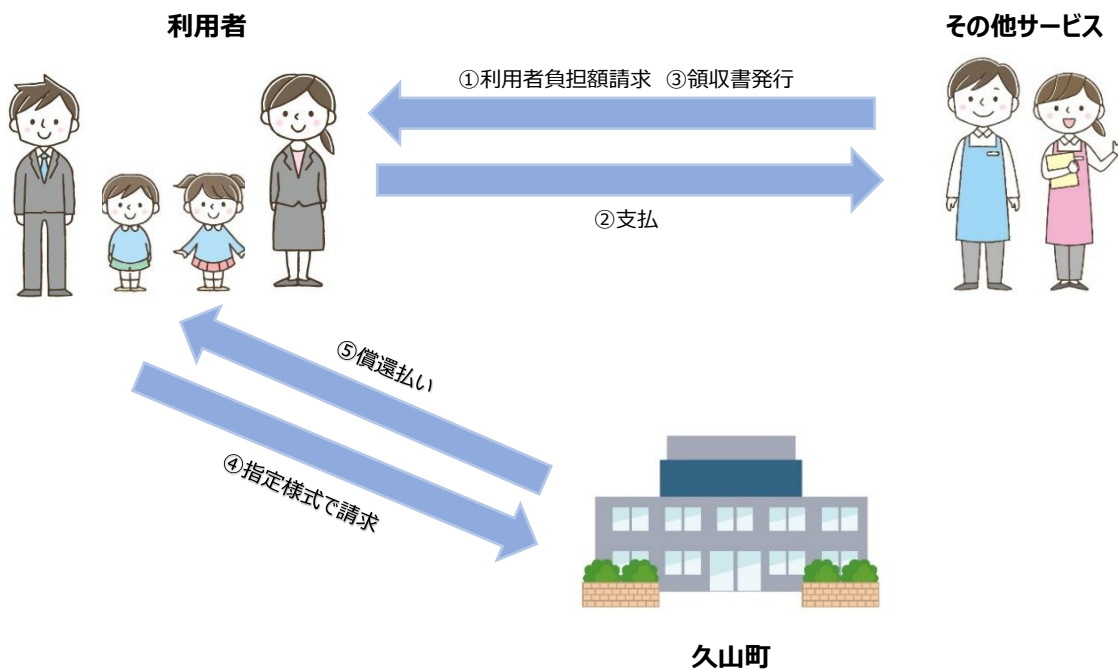 利用者
その他サービス
①利用者負担額請求 ③領収書発行
②支払
⑤償還払い
④指定様式で請求
久山町